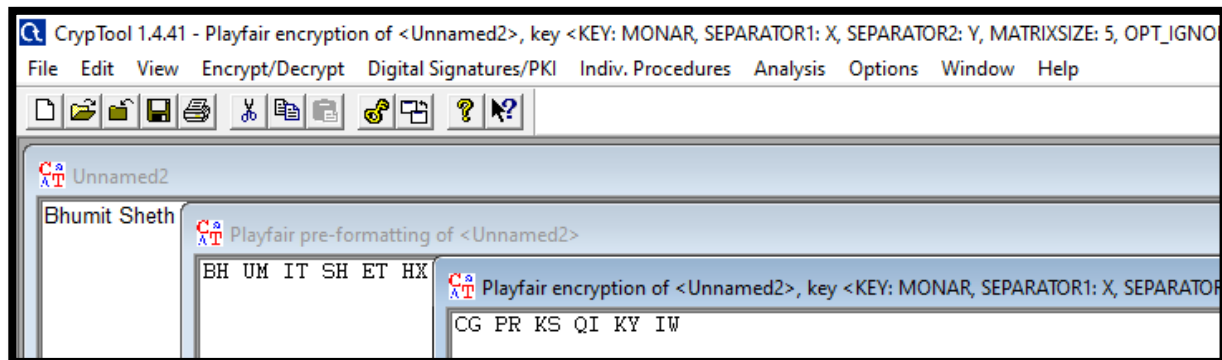 CrypTool 1.4.41 - Playfair encryption of <Unnamed2>, key <KEY: MONAR, SEPARATOR1: X, SEPARATOR2: Y, MATRIXSIZE: 5, OPT_IGNO
File Edit View Encrypt/Decrypt Digital Signatures/PKI Indiv. Procedures Analysis Options Window Help
Unnamed2
Bhumit Sheth
Playfair pre-formatting of <Unnamed2>
BH UM IT SH ET HX
Playfair encryption of <Unnamed2>, key <KEY: MONAR, SEPARATOR1: X, SEPARATOR
CG PR KS QI KY IW